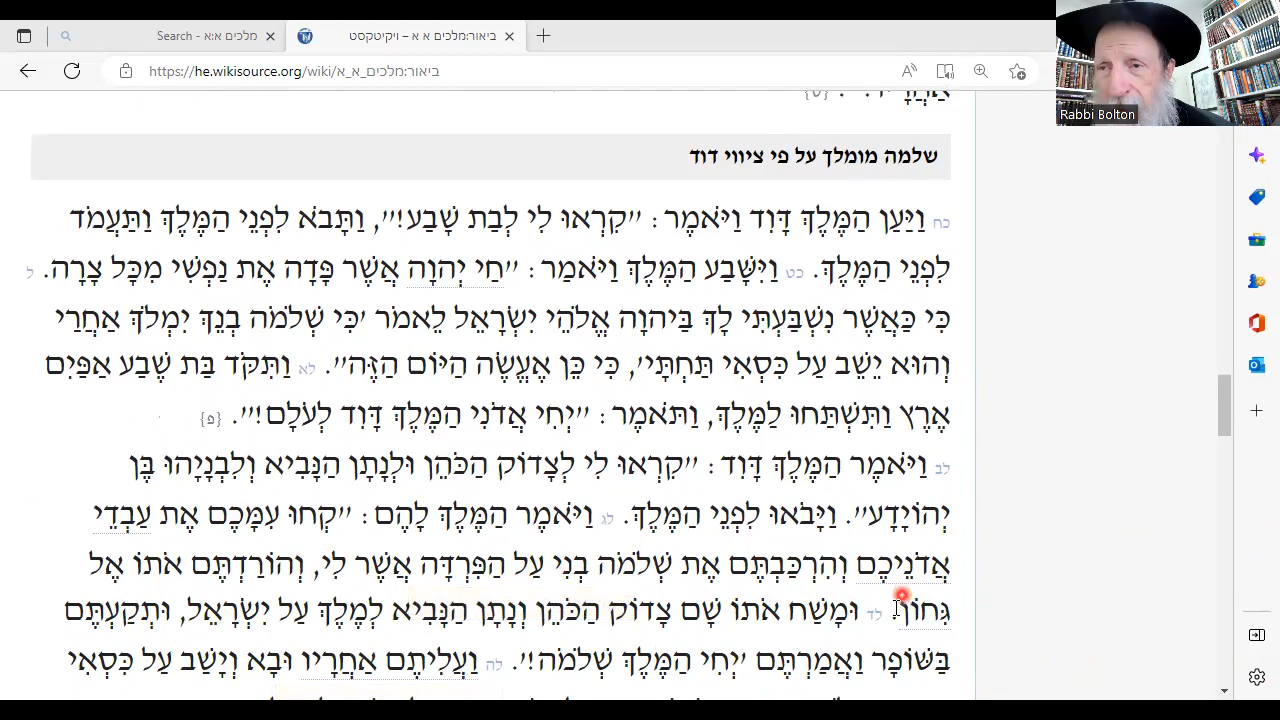 מלכים א:א - Search
ביאור:מלכים א א – ויקיטקסט
https://he.wikisource.org/wiki/ביאור:מלכים_א_א
Rabbi Bolton
שלמה מומלך על פי ציווי דוד
כח וַיַּעַן הַמֶּלֶךְ דָּוִד וַיֹּאמֶר: "קִרְאוּ לִי לְבַת שָׁבַע!", וַתָּבֹא לִפְנֵי הַמֶּלֶךְ וַתַּעֲמֹד
לִפְנֵי הַמֶּלֶךְ. כט וַיִּשָּׁבַע הַמֶּלֶךְ וַיֹּאמַר: "חַי יְהוָה אֲשֶׁר פָּדָה אֶת נַפְשִׁי מִכָּל צָרָה. ל
כִּי כַּאֲשֶׁר נִשְׁבַּעְתִּי לָךְ בַּיהוָה אֱלֹהֵי יִשְׂרָאֵל לֵאמֹר 'כִּי שְׁלֹמֹה בְנֵךְ יִמְלֹךְ אַחֲרַי
וְהוּא יֵשֵׁב עַל כִּסְאִי תַּחְתָּי', כִּי כֵּן אֶעֱשֶׂה הַיּוֹם הַזֶּה". לא וַתִּקֹּד בַּת שֶׁבַע אַפַּיִם
אֶרֶץ וַתִּשְׁתַּחוּ לַמֶּלֶךְ, וַתֹּאמֶר: "יְחִי אֲדֹנִי הַמֶּלֶךְ דָּוִד לְעֹלָם!". {פ}
לב וַיֹּאמֶר הַמֶּלֶךְ דָּוִד: "קִרְאוּ לִי לְצָדוֹק הַכֹּהֵן וּלְנָתָן הַנָּבִיא וְלִבְנָיָהוּ בֶּן
יְהוֹיָדָע". וַיָּבֹאוּ לִפְנֵי הַמֶּלֶךְ. לג וַיֹּאמֶר הַמֶּלֶךְ לָהֶם: "קְחוּ עִמָּכֶם אֶת עַבְדֵי
אֲדֹנֵיכֶם וְהִרְכַּבְתֶּם אֶת שְׁלֹמֹה בְנִי עַל הַפִּרְדָּה אֲשֶׁר לִי, וְהוֹרַדְתֶּם אֹתוֹ אֶל
גִּחוֹן. לד וּמָשַׁח אֹתוֹ שָׁם צָדוֹק הַכֹּהֵן וְנָתָן הַנָּבִיא לְמֶלֶךְ עַל יִשְׂרָאֵל, וּתְקַעְתֶּם
בַּשּׁוֹפָר וַאֲמַרְתֶּם 'יְחִי הַמֶּלֶךְ שְׁלֹמֹה!'. לה וַעֲלִיתֶם אַחֲרָיו וּבָא וְיָשַׁב עַל כִּסְאִי